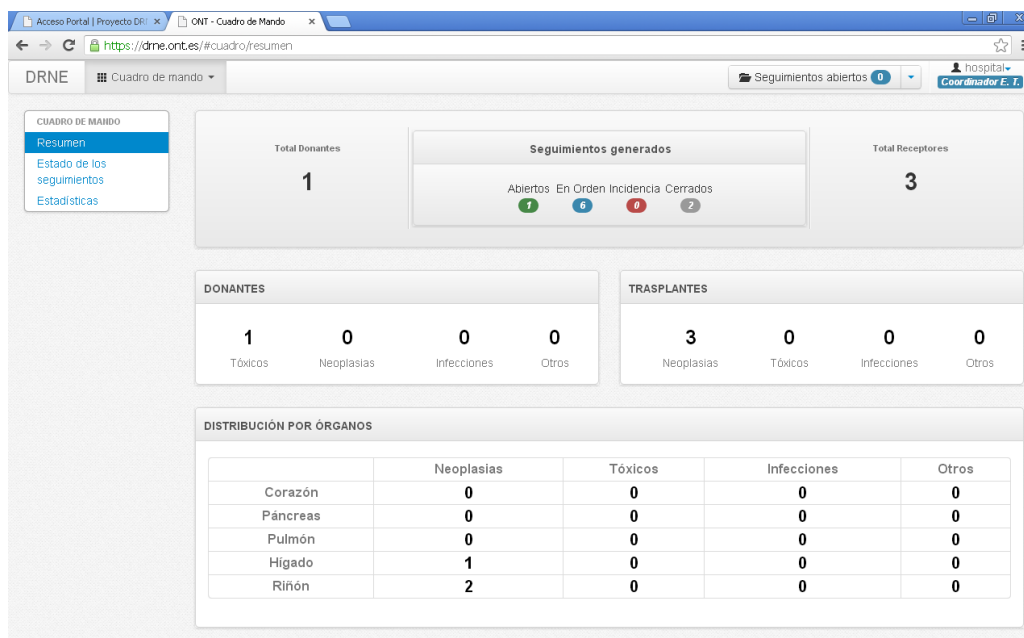 Acceso Portal | Proyecto DR
ONT - Cuadro de Mando
https://drne.ont.es/#cuadro/resumen
DRNE
Cuadro de mando
Seguimientos abiertos 0
hospital
Coordinador E. T.
CUADRO DE MANDO
Resumen
Estado de los
seguimientos
Estadísticas
Total Donantes
1
Seguimientos generados
Abiertos En Orden Incidencia Cerrados
1 6 0 2
Total Receptores
3
DONANTES
1 0 0 0
Tóxicos Neoplasias Infecciones Otros
TRASPLANTES
3 0 0 0
Neoplasias Tóxicos Infecciones Otros
DISTRIBUCIÓN POR ÓRGANOS
Neoplasias Tóxicos Infecciones Otros
Corazón 0 0 0 0
Páncreas 0 0 0 0
Pulmón 0 0 0 0
Hígado 1 0 0 0
Riñón 2 0 0 0